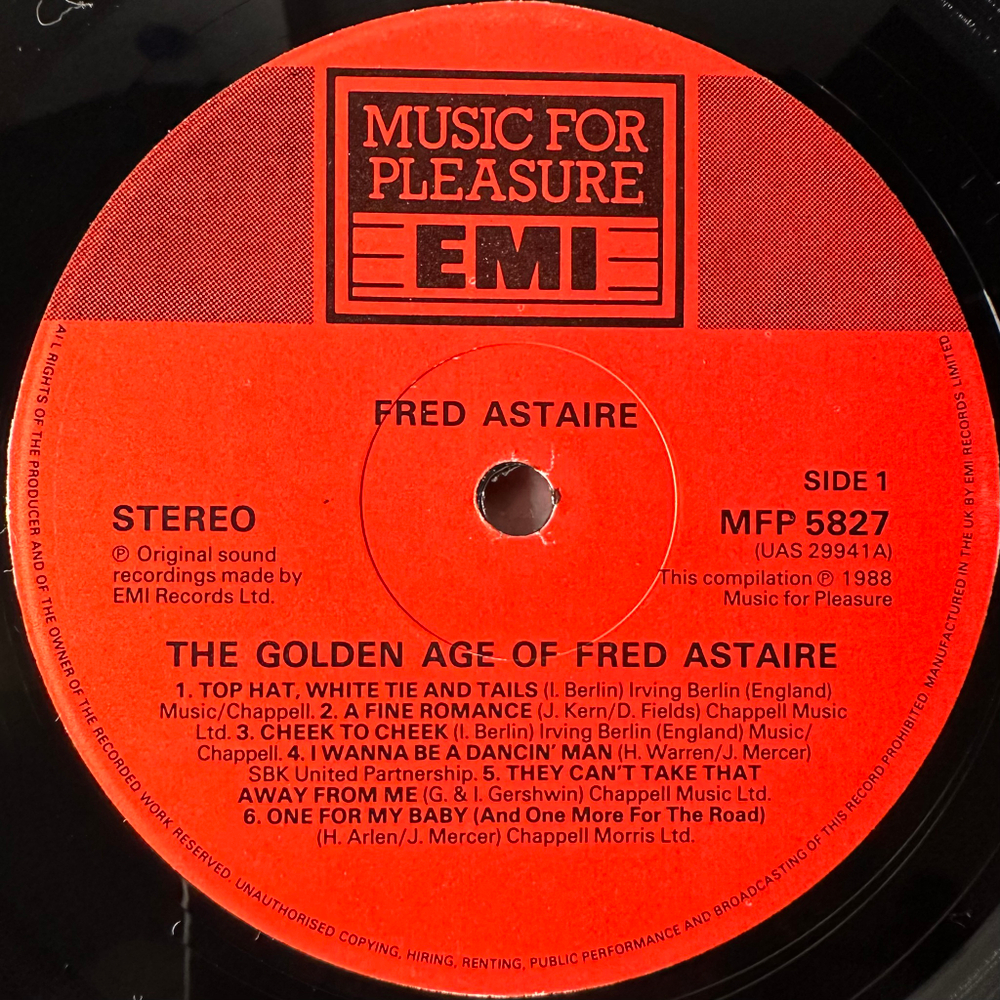 MUSIC FOR
PLEASURE
EMI
FRED ASTAIRE
SIDE 1
STEREO
MFP 5827
(UAS 29941A)
℗ Original sound
recordings made by
EMI Records Ltd.
This compilation ℗ 1988
Music for Pleasure
THE GOLDEN AGE OF FRED ASTAIRE
1. TOP HAT, WHITE TIE AND TAILS (I. Berlin) Irving Berlin (England)
Music/Chappell. 2. A FINE ROMANCE (J. Kern/D. Fields) Chappell Music
Ltd. 3. CHEEK TO CHEEK (I. Berlin) Irving Berlin (England) Music/
Chappell. 4. I WANNA BE A DANCIN' MAN (H. Warren/J. Mercer)
SBK United Partnership. 5. THEY CAN'T TAKE THAT
AWAY FROM ME (G. & I. Gershwin) Chappell Music Ltd.
6. ONE FOR MY BABY (And One More For The Road)
(H. Arlen/J. Mercer) Chappell Morris Ltd.
ALL RIGHTS OF THE PRODUCER AND OF THE OWNER OF THE RECORDED WORK RESERVED. UNAUTHORISED COPYING, HIRING, RENTING, PUBLIC PERFORMANCE AND BROADCASTING OF THIS RECORD PROHIBITED. MANUFACTURED IN THE UK BY EMI RECORDS LIMITED